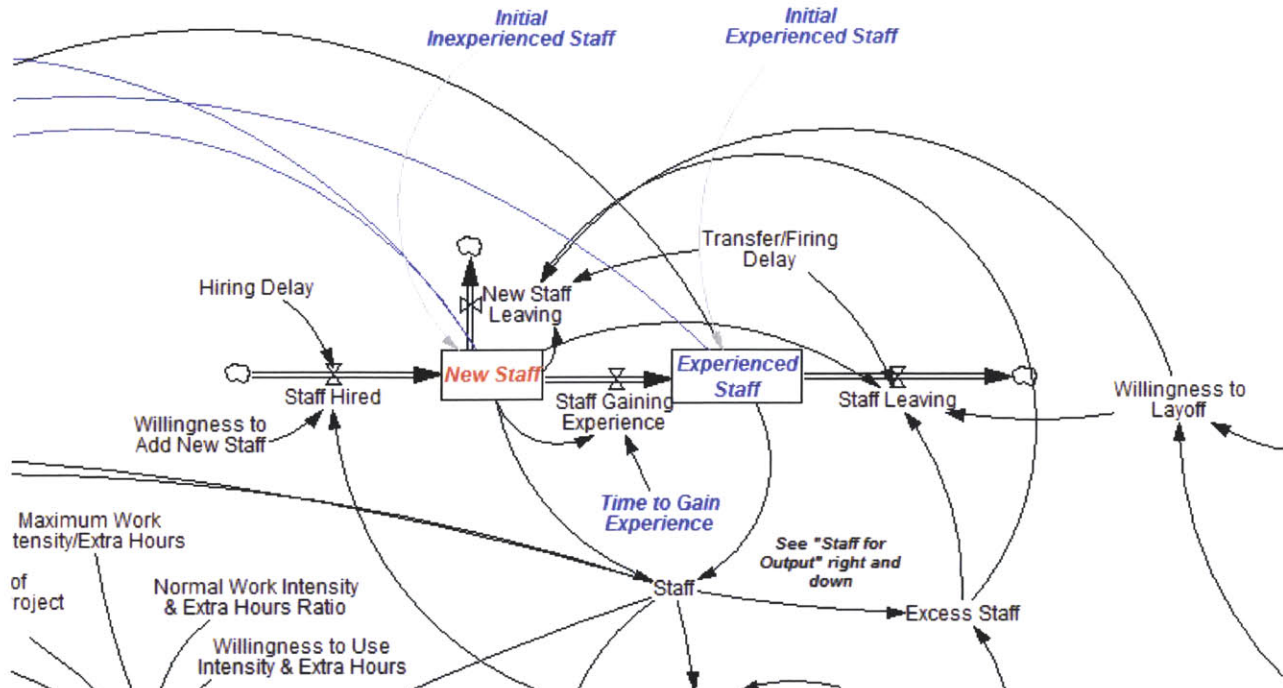 Initial
Inexperienced Staff
Initial
Experienced Staff
Transfer/Firing
Delay
Hiring Delay
New Staff
Leaving
New Staff
Experienced
Staff
Staff Hired
Staff Gaining
Experience
Staff Leaving
Willingness to
Layoff
Willingness to
Add New Staff
Time to Gain
Experience
Maximum Work
tensity/Extra Hours
See "Staff for
Output" right and
down
of
roject
Normal Work Intensity
& Extra Hours Ratio
Staff
Excess Staff
Willingness to Use
Intensity & Extra Hours